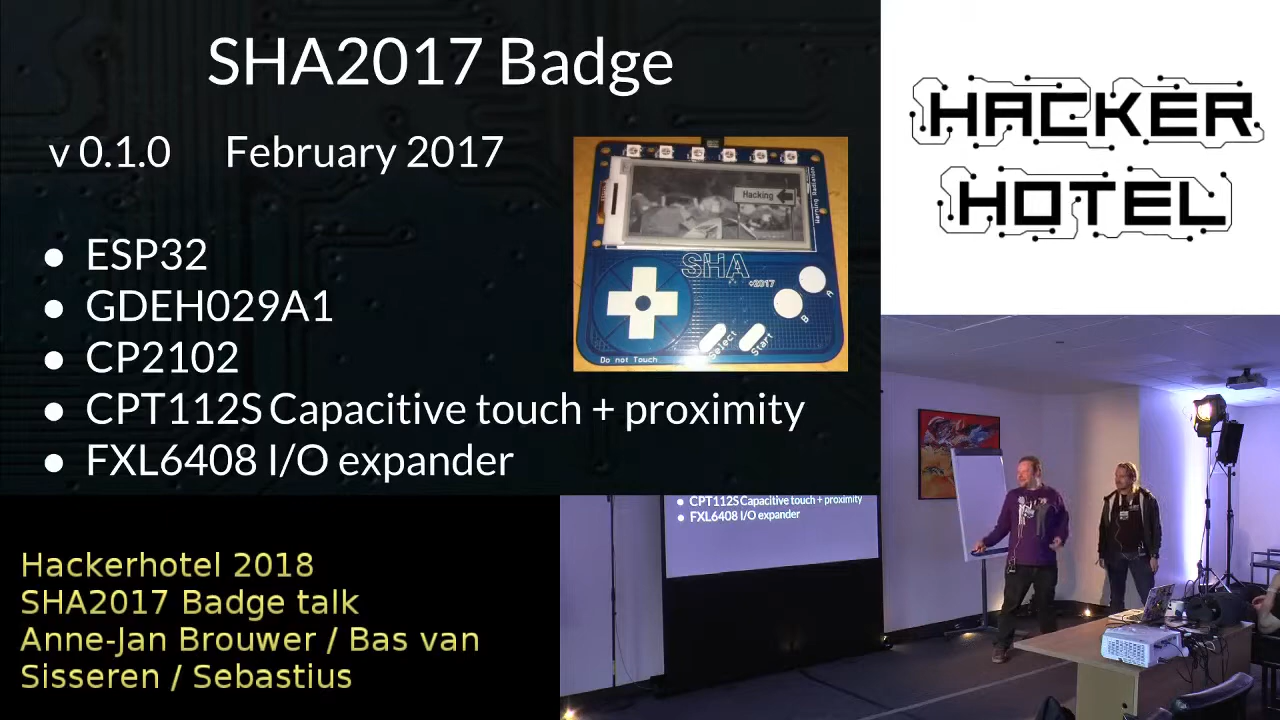 SHA2017 Badge
v 0.1.0 February 2017
● ESP32
● GDEH029A1
● CP2102
● CPT112S Capacitive touch + proximity
● FXL6408 I/O expander
Hacking
Warning Radiation
SHA
2017
A
B
Select
Start
Do not Touch
HACKER
HOTEL
● CPT112S Capacitive touch + proximity
● FXL6408 I/O expander
Hackerhotel 2018
SHA2017 Badge talk
Anne-Jan Brouwer / Bas van
Sisseren / Sebastius